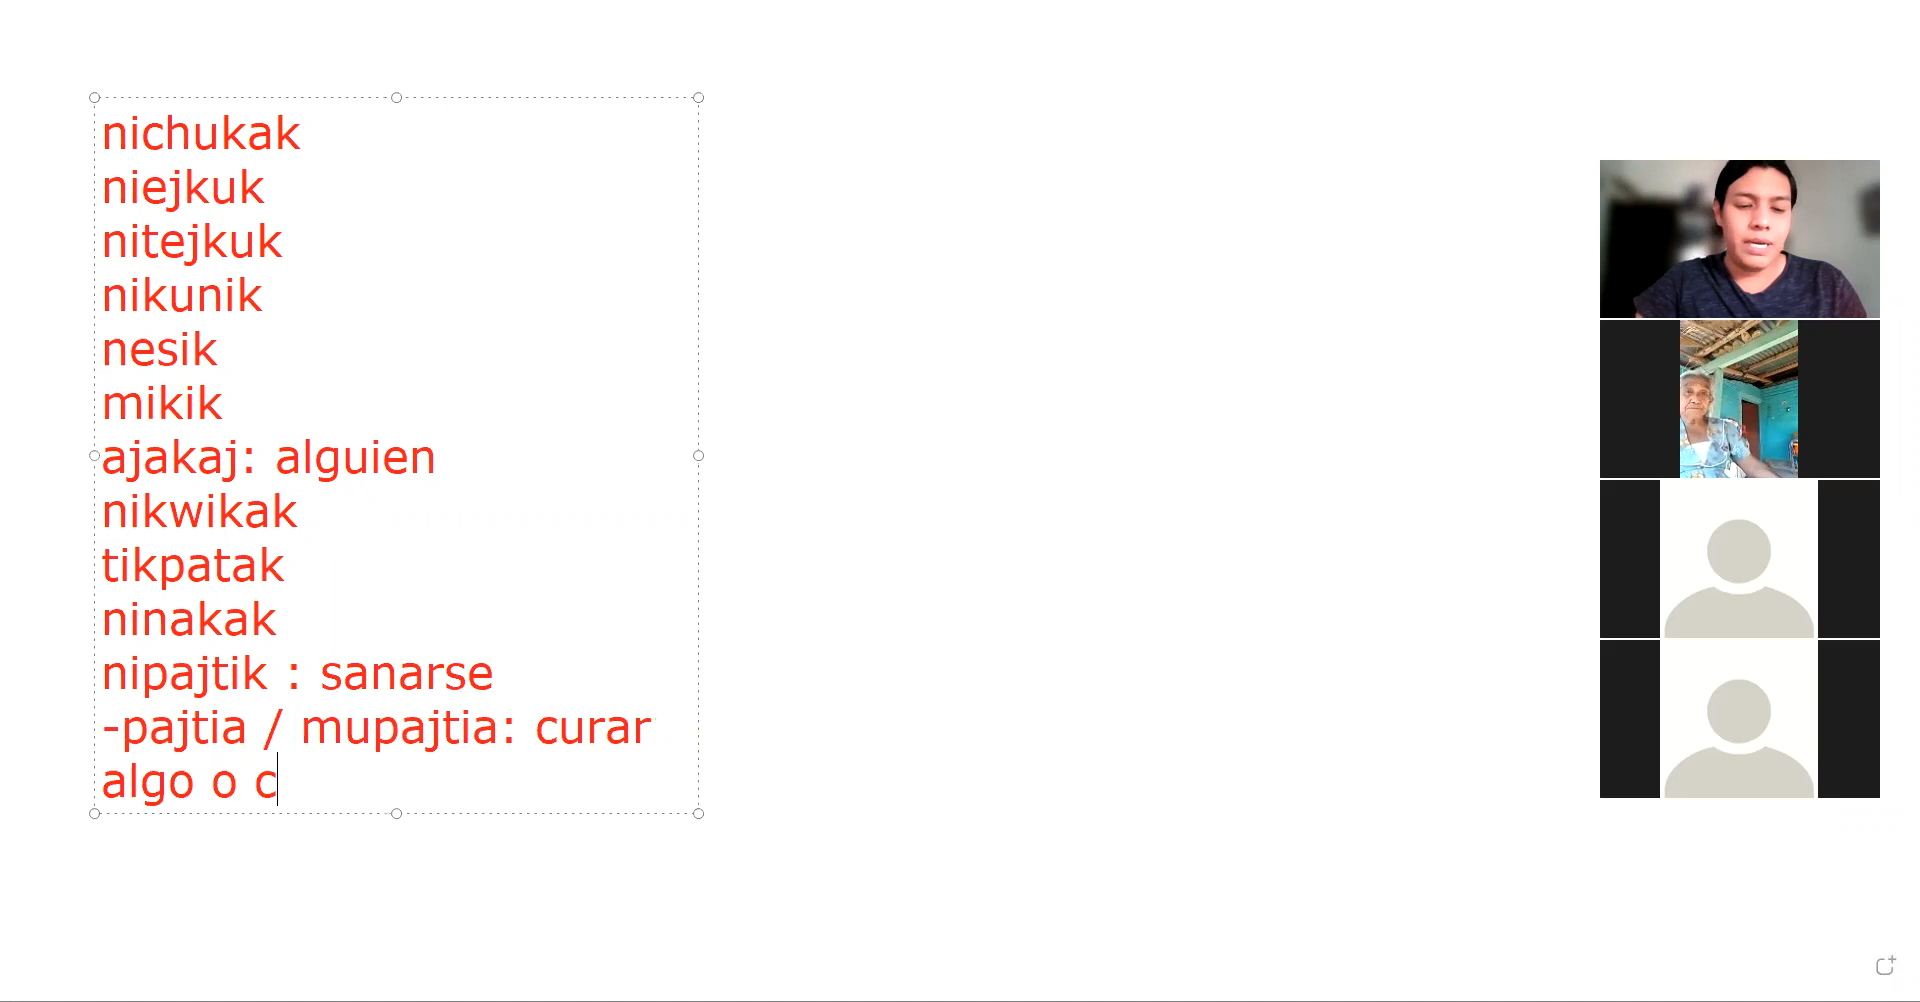 nichukak
niejkuk
nitejkuk
nikunik
nesik
mikik
ajakaj: alguien
nikwikak
tikpatak
ninakak
nipajtik : sanarse
-pajtia / mupajtia: curar
algo o c